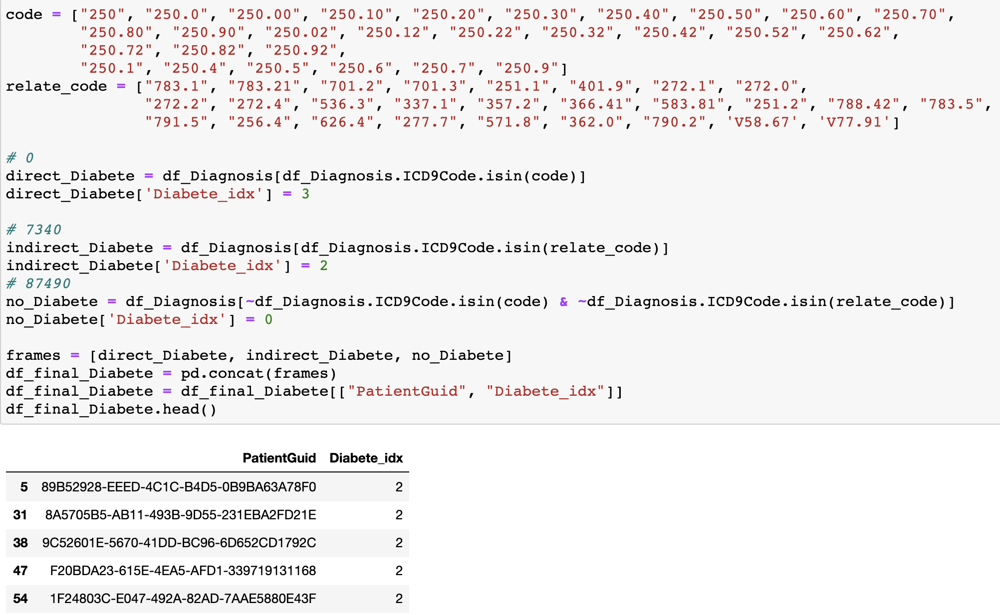 code = ["250", "250.0", "250.00", "250.10", "250.20", "250.30", "250.40", "250.50", "250.60", "250.70",
"250.80", "250.90", "250.02", "250.12", "250.22", "250.32", "250.42", "250.52", "250.62",
"250.72", "250.82", "250.92",
"250.1", "250.4", "250.5", "250.6", "250.7", "250.9"]
relate_code = ["783.1", "783.21", "701.2", "701.3", "251.1", "401.9", "272.1", "272.0",
"272.2", "272.4", "536.3", "337.1", "357.2", "366.41", "583.81", "251.2", "788.42", "783.5",
"791.5", "256.4", "626.4", "277.7", "571.8", "362.0", "790.2", 'V58.67', 'V77.91']
# 0
direct_Diabete = df_Diagnosis[df_Diagnosis.ICD9Code.isin(code)]
direct_Diabete['Diabete_idx'] = 3
# 7340
indirect_Diabete = df_Diagnosis[df_Diagnosis.ICD9Code.isin(relate_code)]
indirect_Diabete['Diabete_idx'] = 2
# 87490
no_Diabete = df_Diagnosis[~df_Diagnosis.ICD9Code.isin(code) & ~df_Diagnosis.ICD9Code.isin(relate_code)]
no_Diabete['Diabete_idx'] = 0
frames = [direct_Diabete, indirect_Diabete, no_Diabete]
df_final_Diabete = pd.concat(frames)
df_final_Diabete = df_final_Diabete[["PatientGuid", "Diabete_idx"]]
df_final_Diabete.head()
PatientGuid Diabete_idx
5 89B52928-EEED-4C1C-B4D5-0B9BA63A78F0 2
31 8A5705B5-AB11-493B-9D55-231EBA2FD21E 2
38 9C52601E-5670-41DD-BC96-6D652CD1792C 2
47 F20BDA23-615E-4EA5-AFD1-339719131168 2
54 1F24803C-E047-492A-82AD-7AAE5880E43F 2